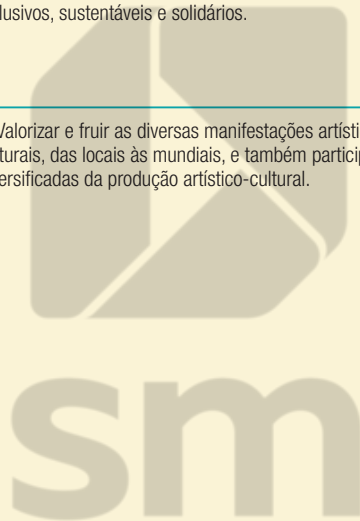 lusivos, sustentáveis e solidários.
Valorizar e fruir as diversas manifestações artísti
turais, das locais às mundiais, e também particip
ersificadas da produção artístico-cultural.
sm